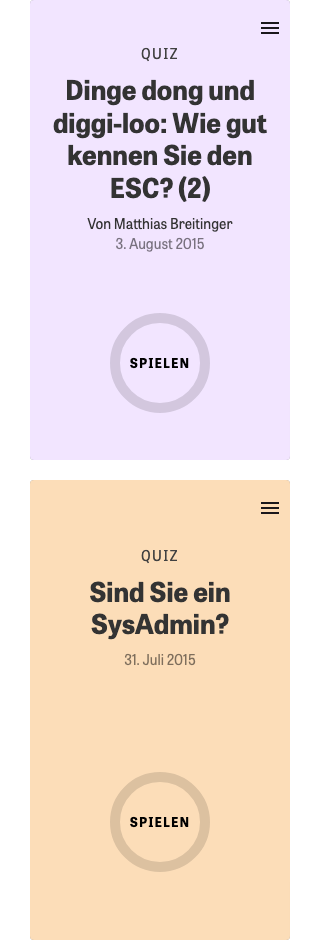 QUIZ
Dinge dong und
diggi-loo: Wie gut
kennen Sie den
ESC? (2)
Von Matthias Breitinger
3. August 2015
SPIELEN
QUIZ
Sind Sie ein
SysAdmin?
31. Juli 2015
SPIELEN